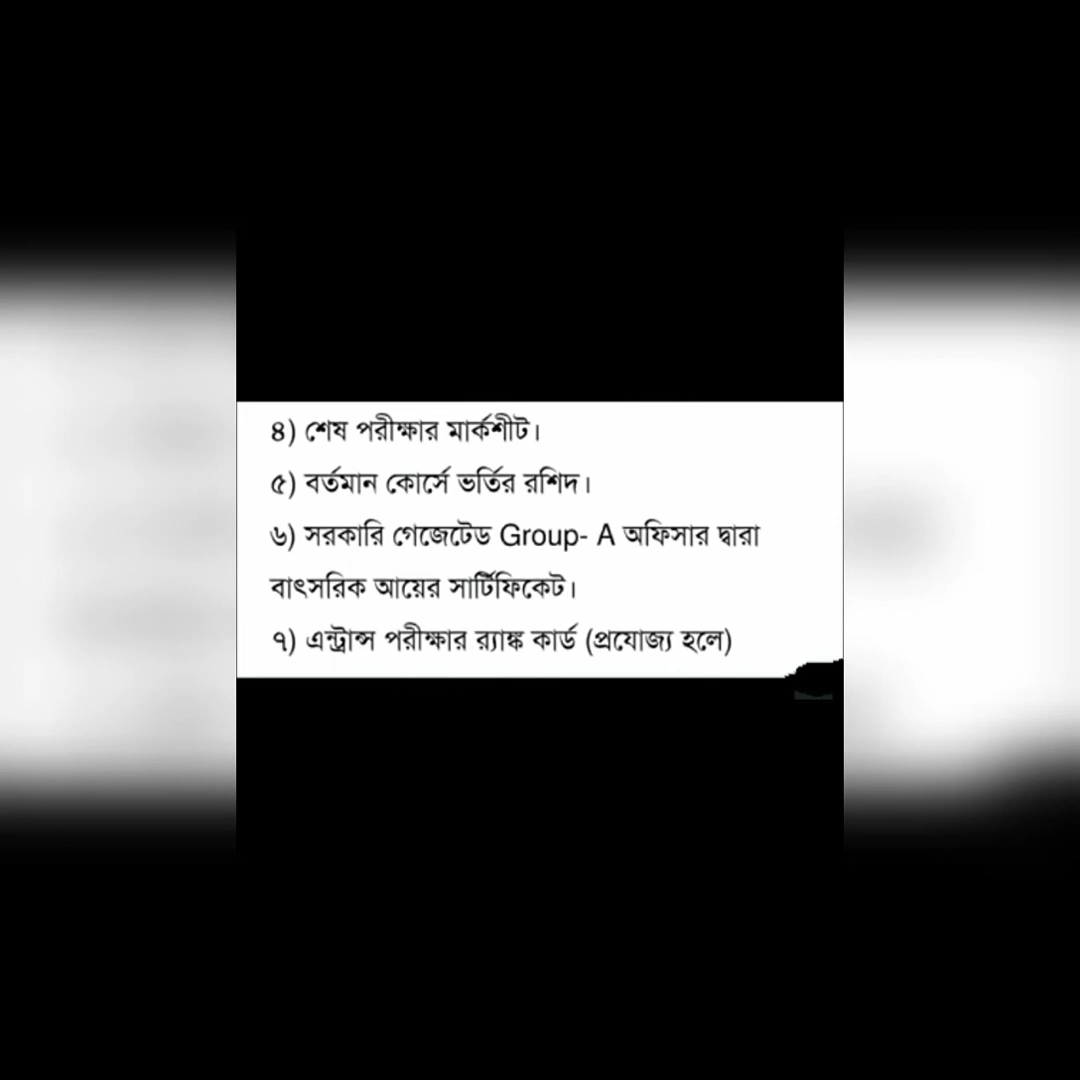 ৪) শেষ পরীক্ষার মার্কশীট।
৫) বর্তমান কোর্সে ভর্তির রশিদ।
৬) সরকারি গেজেটেড Group- A অফিসার দ্বারা
বাৎসরিক আয়ের সার্টিফিকেট।
৭) এন্ট্রান্স পরীক্ষার র‍্যাঙ্ক কার্ড (প্রযোজ্য হলে)